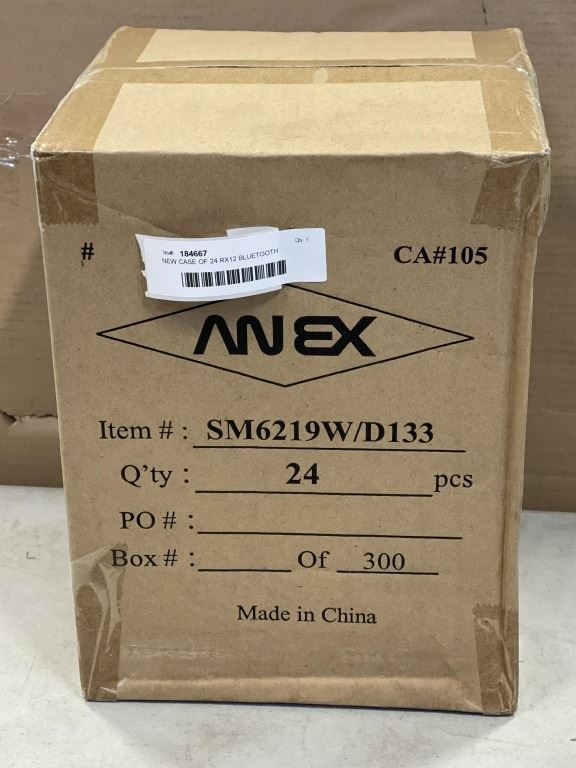 Item#: 184667 Qty: 1
NEW CASE OF 24 RX12 BLUETOOTH
# CA#105
ANEX
Item # : SM6219W/D133
Q'ty : 24 pcs
PO # :
Box # : Of 300
Made in China